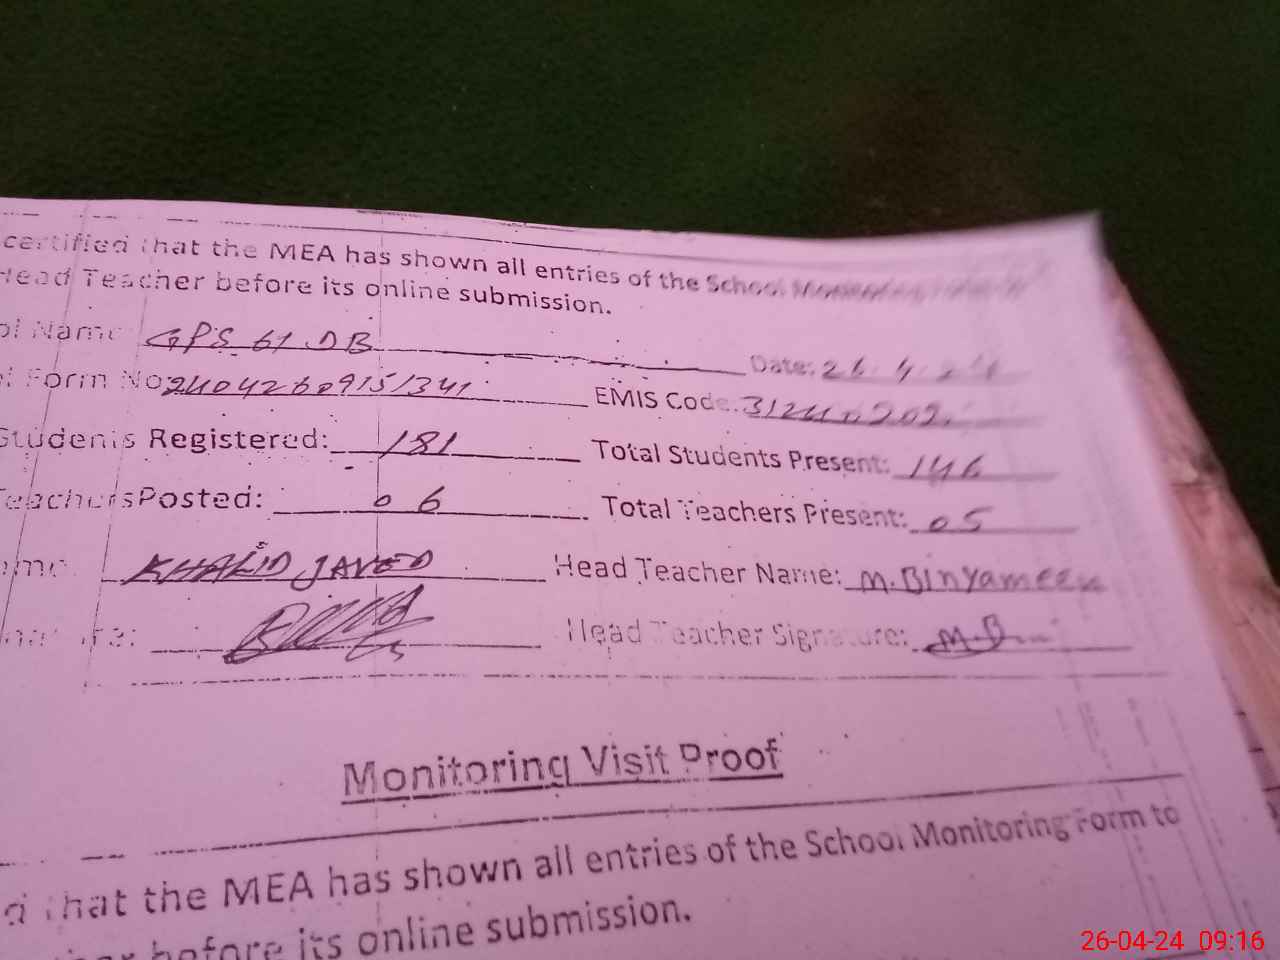 certified that the MEA has shown all entries of the School Monitoring
Head Teacher before its online submission.
ol Name GPS 61.DB Date: 26.4.24
l Form No: 24042609151341 EMIS Code:
Students Registered: 181 Total Students Present: 146
Teachers Posted: 06 Total Teachers Present: 05
KHALID JAVED Head Teacher Name: M.Binyameen
Head Teacher Signature: M.B
Monitoring Visit Proof
d that the MEA has shown all entries of the School Monitoring Form to
her before its online submission.
26-04-24 09:16